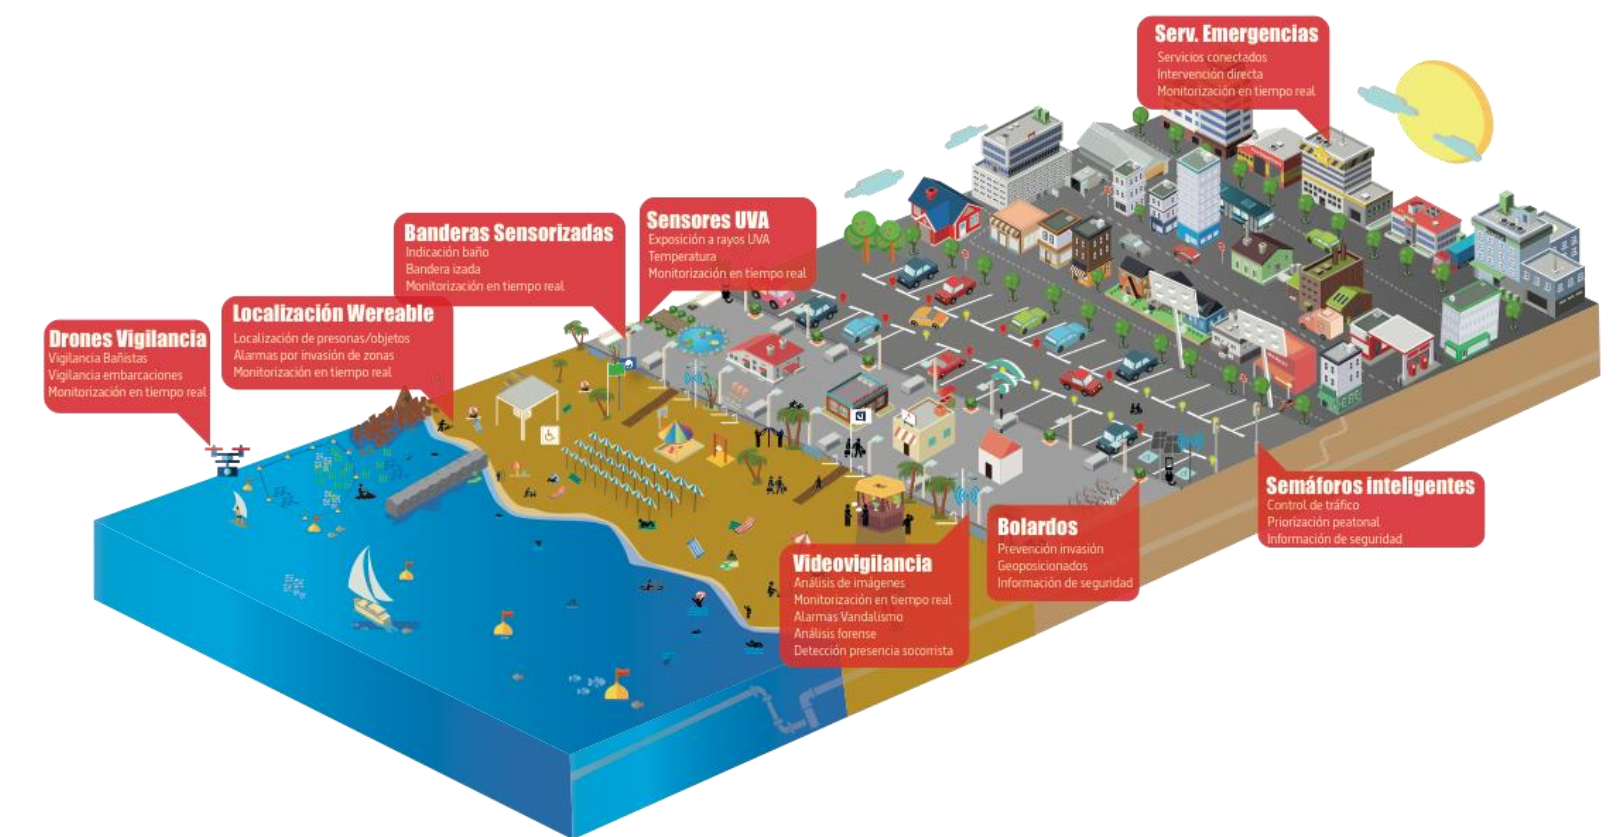 Serv. Emergencias
Servicios conectados
Intervención directa
Monitorización en tiempo real
Sensores UVA
Exposición a rayos UVA
Temperatura
Monitorización en tiempo real
Banderas Sensorizadas
Indicación baño
Bandera izada
Monitorización en tiempo real
Localización Wereable
Localización de presonas/objetos
Alarmas por invasión de zonas
Monitorización en tiempo real
Drones Vigilancia
Vigilancia Bañistas
Vigilancia embarcaciones
Monitorización en tiempo real
Videovigilancia
Análisis de imágenes
Monitorización en tiempo real
Alarmas Vandalismo
Análisis forense
Detección presencia socorrista
Bolardos
Prevención invasión
Geoposicionados
Información de seguridad
Semáforos inteligentes
Control de tráfico
Priorización peatonal
Información de seguridad